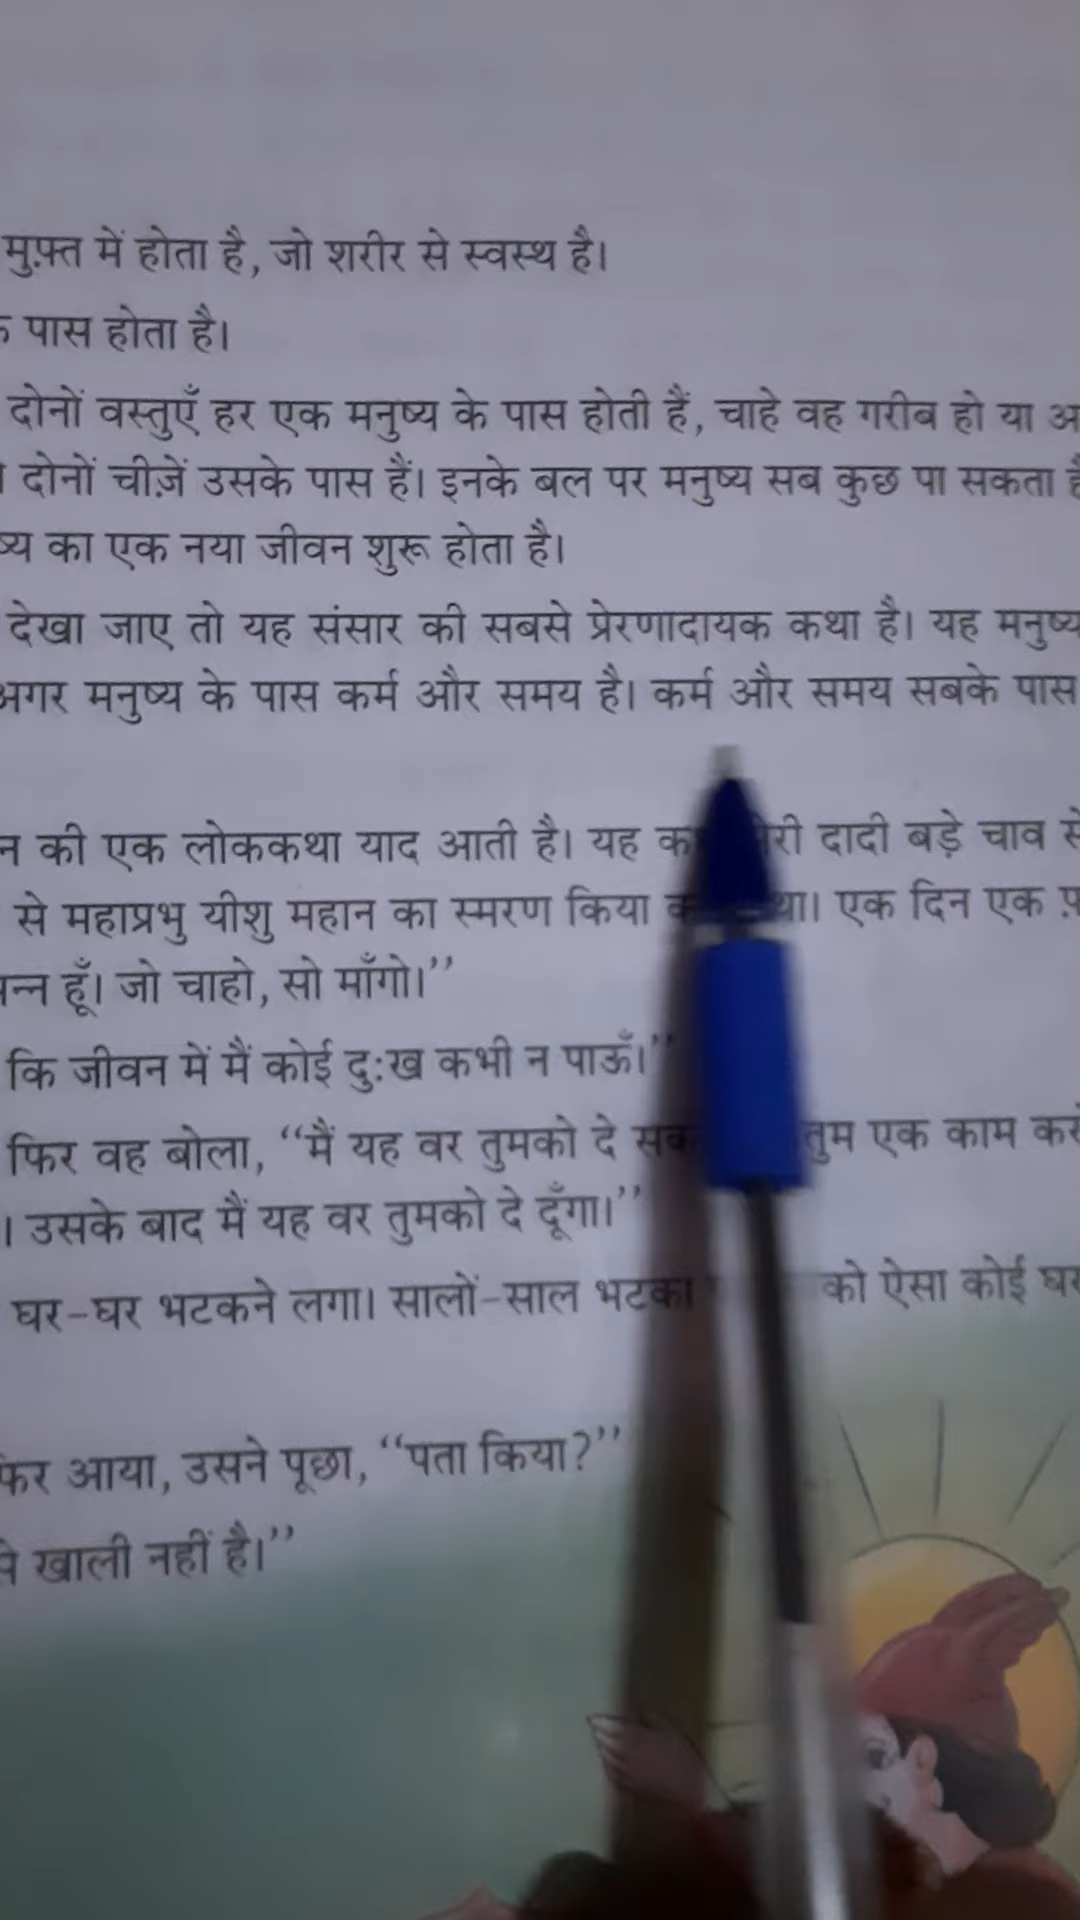 मुफ़्त में होता है, जो शरीर से स्वस्थ है।
पास होता है।
दोनों वस्तुएँ हर एक मनुष्य के पास होती हैं, चाहे वह गरीब हो या
दोनों चीज़ें उसके पास हैं। इनके बल पर मनुष्य सब कुछ पा सकता
का एक नया जीवन शुरू होता है।
देखा जाए तो यह संसार की सबसे प्रेरणादायक कथा है। यह मनुष्य
अगर मनुष्य के पास कर्म और समय है। कर्म और समय सबके पास
की एक लोककथा याद आती है। यह दादी बड़े चाव से
से महाप्रभु यीशु महान का स्मरण किया था। एक दिन एक
हूँ। जो चाहो, सो माँगो।”
कि जीवन में मैं कोई दुःख कभी न पाऊँ।”
फिर वह बोला, “मैं यह वर तुमको दे तुम एक काम
। उसके बाद मैं यह वर तुमको दे दूँगा।”
घर-घर भटकने लगा। सालों-साल भटका को ऐसा कोई घर
आया, उसने पूछा, “पता किया?”
खाली नहीं है।”